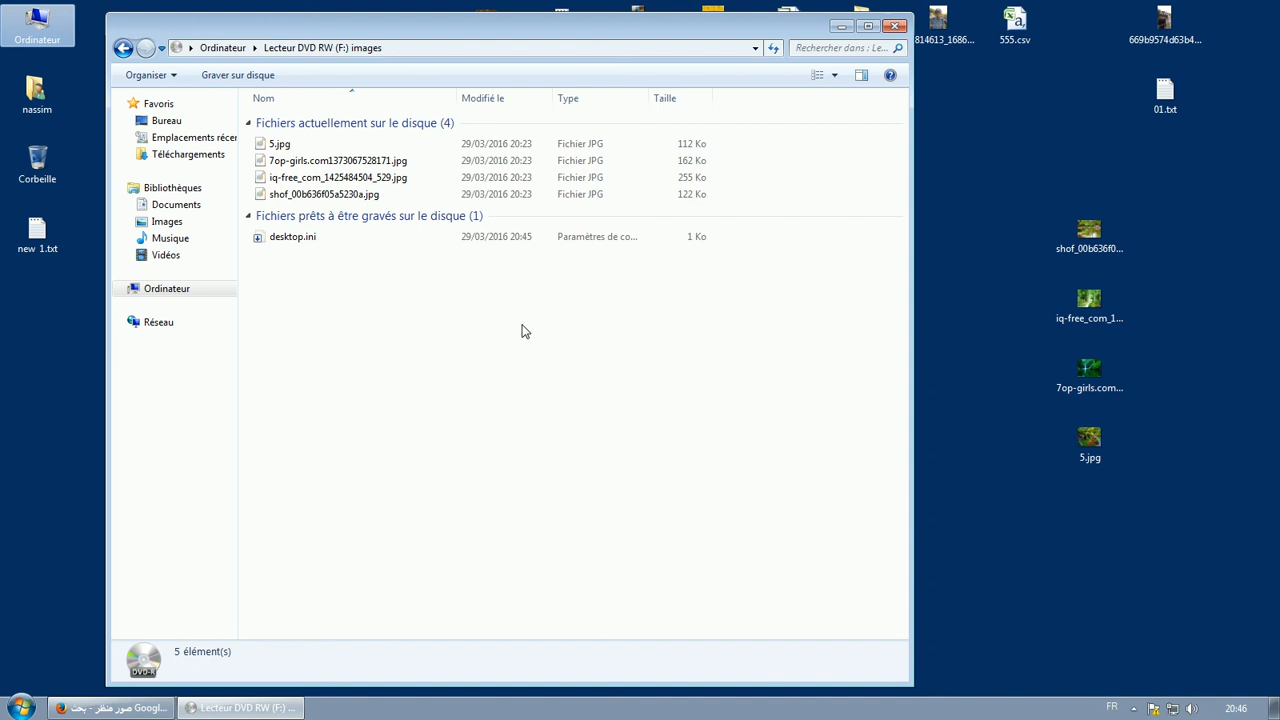 Ordinateur
nassim
Corbeille
new 1.txt
Ordinateur
Lecteur DVD RW (F:) images
Rechercher dans : Le...
Organiser
Graver sur disque
Nom
Modifié le
Type
Taille
Favoris
Bureau
Emplacements récer
Téléchargements
Bibliothèques
Documents
Images
Musique
Vidéos
Ordinateur
Réseau
Fichiers actuellement sur le disque (4)
5.jpg 29/03/2016 20:23 Fichier JPG 112 Ko
7op-girls.com1373067528171.jpg 29/03/2016 20:23 Fichier JPG 162 Ko
iq-free_com_1425484504_529.jpg 29/03/2016 20:23 Fichier JPG 255 Ko
shof_00b636f05a5230a.jpg 29/03/2016 20:23 Fichier JPG 122 Ko
Fichiers prêts à être gravés sur le disque (1)
desktop.ini 29/03/2016 20:45 Paramètres de co... 1 Ko
5 élément(s)
DVD-R
814613_1686...
555.csv
669b9574d63b4...
01.txt
shof_00b636f0...
iq-free_com_1...
7op-girls.com...
5.jpg
صور منظر - بحث Googl...
Lecteur DVD RW (F:) ...
FR
20:46